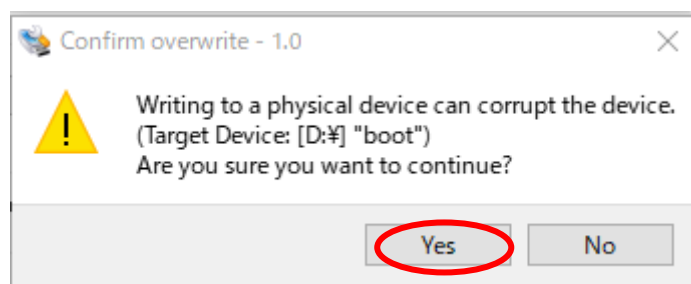 Confirm overwrite - 1.0
Writing to a physical device can corrupt the device.
(Target Device: [D:¥] "boot")
Are you sure you want to continue?
Yes
No